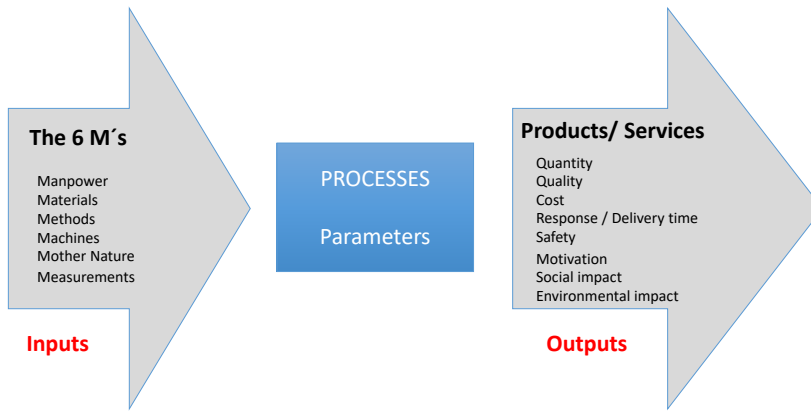 The 6 M´s
Manpower
Materials
Methods
Machines
Mother Nature
Measurements
Inputs
PROCESSES
Parameters
Products/ Services
Quantity
Quality
Cost
Response / Delivery time
Safety
Motivation
Social impact
Environmental impact
Outputs